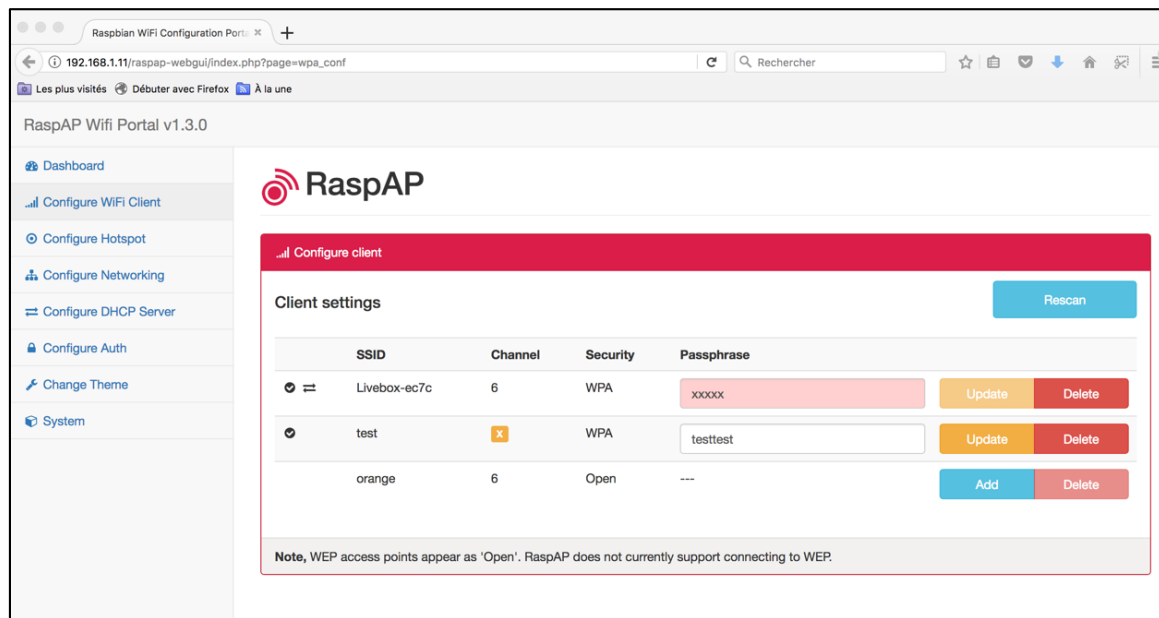 Raspbian WiFi Configuration Porta
192.168.1.11/raspap-webgui/index.php?page=wpa_conf
Rechercher
Les plus visités Débuter avec Firefox À la une
RaspAP Wifi Portal v1.3.0
Dashboard
Configure WiFi Client
Configure Hotspot
Configure Networking
Configure DHCP Server
Configure Auth
Change Theme
System
RaspAP
Configure client
Client settings
Rescan
SSID Channel Security Passphrase
Livebox-ec7c 6 WPA xxxxx Update Delete
test X WPA testtest Update Delete
orange 6 Open --- Add Delete
Note, WEP access points appear as 'Open'. RaspAP does not currently support connecting to WEP.